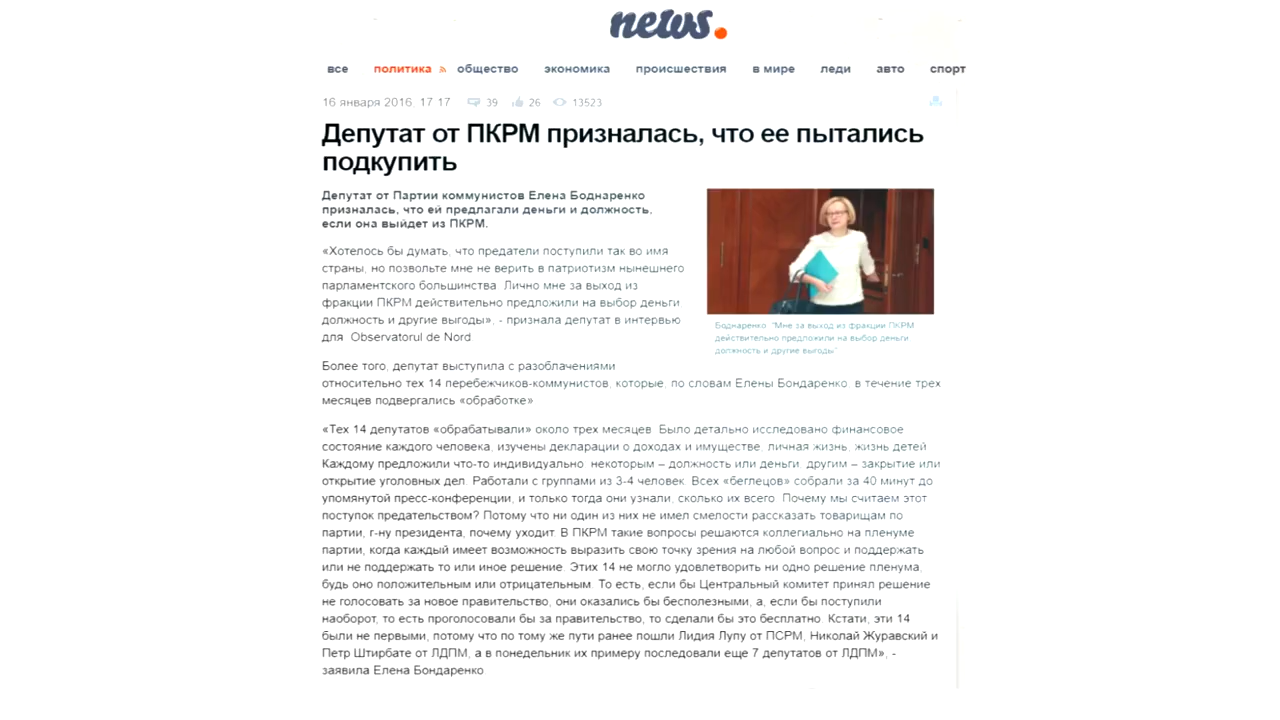 news.
все политика общество экономика происшествия в мире леди авто спорт
16 января 2016, 17 17 39 26 13523
Депутат от ПКРМ призналась, что ее пытались
подкупить
Депутат от Партии коммунистов Елена Боднаренко
призналась, что ей предлагали деньги и должность,
если она выйдет из ПКРМ.
«Хотелось бы думать, что предатели поступили так во имя
страны, но позвольте мне не верить в патриотизм нынешнего
парламентского большинства. Лично мне за выход из
фракции ПКРМ действительно предложили на выбор деньги
должность и другие выгоды», - признала депутат в интервью
для Observatorul de Nord
Боднаренко "Мне за выход из фракции ПКРМ
действительно предложили на выбор деньги
должность и другие выгоды"
Более того, депутат выступила с разоблачениями
относительно тех 14 перебежчиков-коммунистов, которые, по словам Елены Бондаренко, в течение трех
месяцев подвергались «обработке»
«Тех 14 депутатов «обрабатывали» около трех месяцев. Было детально исследовано финансовое
состояние каждого человека, изучены декларации о доходах и имуществе, личная жизнь, жизнь детей
Каждому предложили что-то индивидуально: некоторым – должность или деньги, другим – закрытие или
открытие уголовных дел. Работали с группами из 3-4 человек. Всех «беглецов» собрали за 40 минут до
упомянутой пресс-конференции, и только тогда они узнали, сколько их всего. Почему мы считаем этот
поступок предательством? Потому что ни один из них не имел смелости рассказать товарищам по
партии, г-ну президента, почему уходит. В ПКРМ такие вопросы решаются коллегиально на пленуме
партии, когда каждый имеет возможность выразить свою точку зрения на любой вопрос и поддержать
или не поддержать то или иное решение. Этих 14 не могло удовлетворить ни одно решение пленума,
будь оно положительным или отрицательным. То есть, если бы Центральный комитет принял решение
не голосовать за новое правительство, они оказались бы бесполезными, а, если бы поступили
наоборот, то есть проголосовали бы за правительство, то сделали бы это бесплатно. Кстати, эти 14
были не первыми, потому что по тому же пути ранее пошли Лидия Лупу от ПСРМ, Николай Журавский и
Петр Штирбате от ЛДПМ, а в понедельник их примеру последовали еще 7 депутатов от ЛДПМ», -
заявила Елена Бондаренко